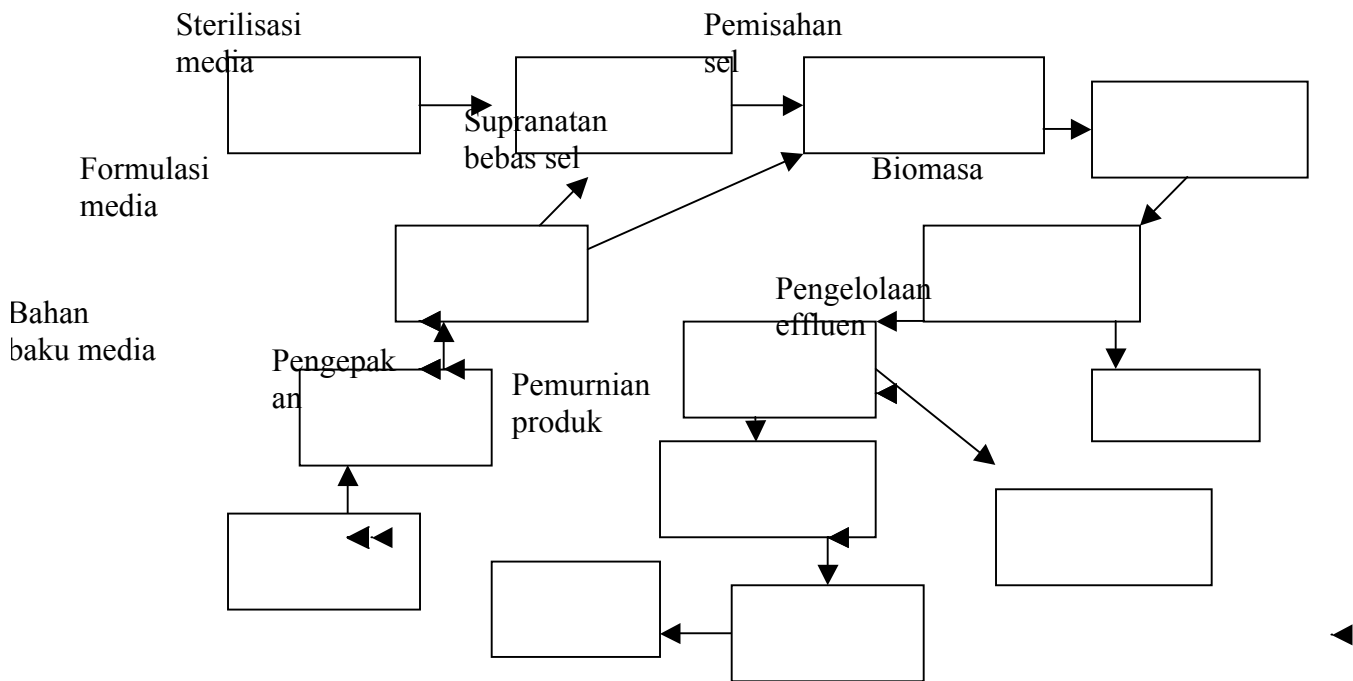 Sterilisasi
media
Pemisahan
sel
Supranatan
bebas sel
Formulasi
media
Biomasa
Bahan
baku media
Pengelolaan
effluen
Pengepak
an
Pemurnian
produk